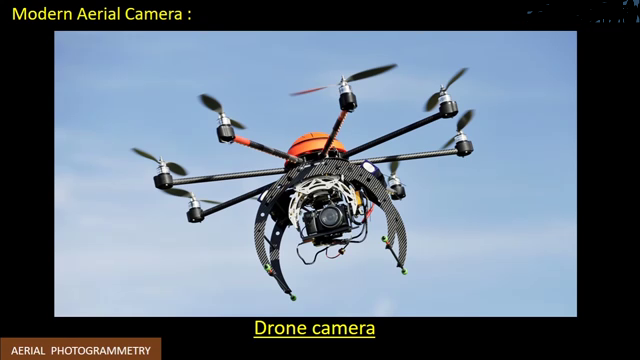 Modern Aerial Camera :
Drone camera
AERIAL PHOTOGRAMMETRY